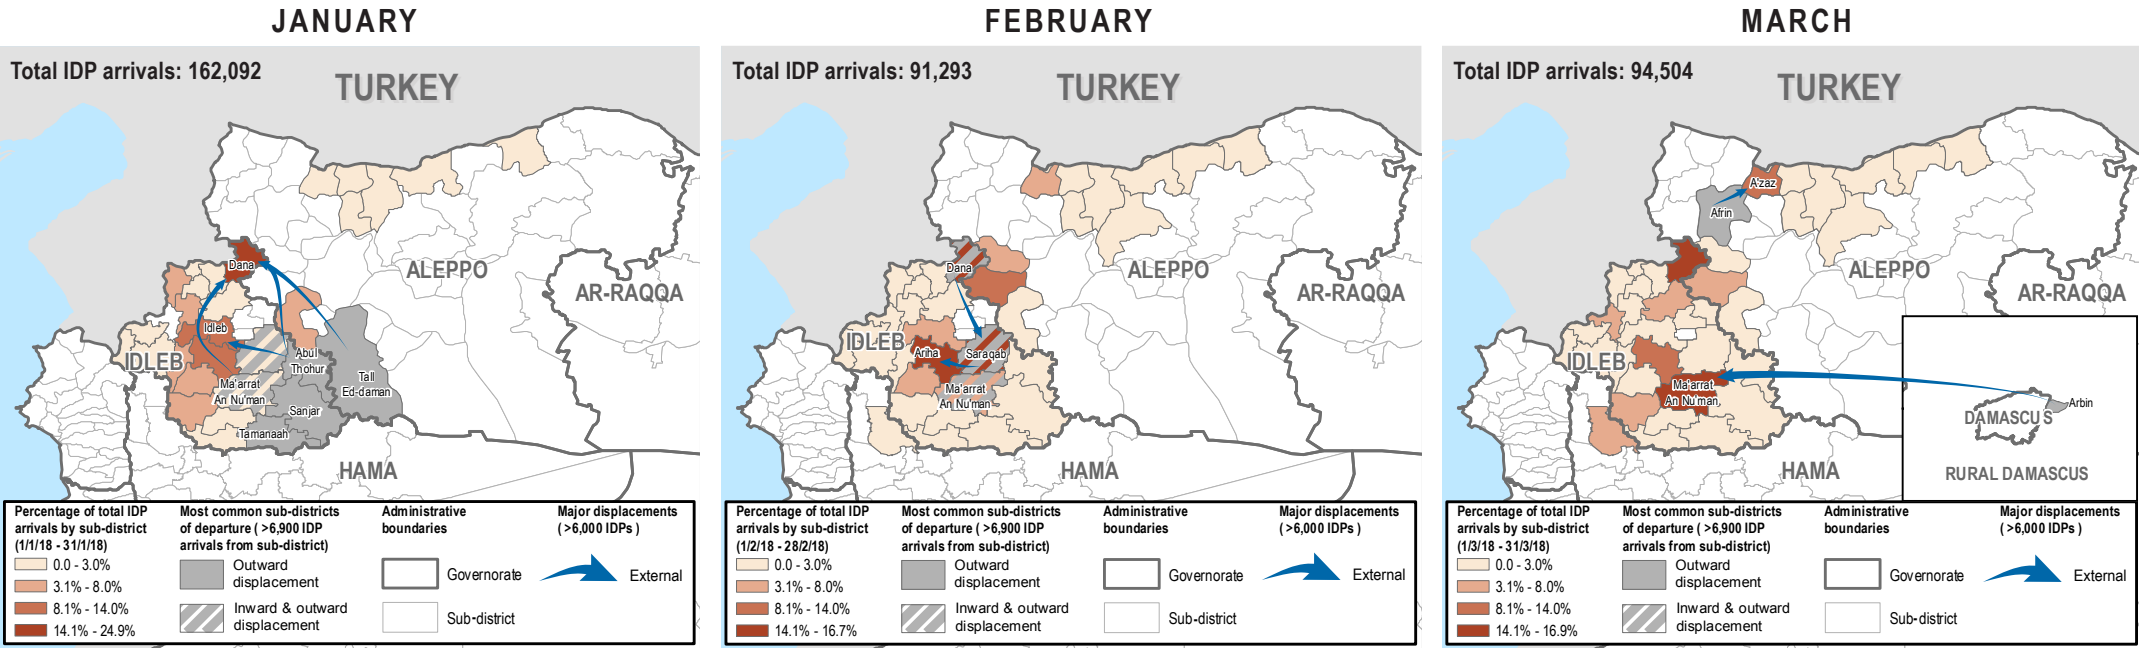 JANUARY
Total IDP arrivals: 162,092
TURKEY
ALEPPO
AR-RAQQA
Dana
Idleb
IDLEB
Abul
Thohur
Tall
Ed-daman
Ma'arrat
An Nu'man
Sanjar
Tamanaah
HAMA
Percentage of total IDP
arrivals by sub-district
(1/1/18 - 31/1/18)
0.0 - 3.0%
3.1% - 8.0%
8.1% - 14.0%
14.1% - 24.9%
Most common sub-districts
of departure ( >6,900 IDP
arrivals from sub-district)
Outward
displacement
Inward & outward
displacement
Administrative
boundaries
Governorate
Sub-district
Major displacements
( >6,000 IDPs )
External
FEBRUARY
Total IDP arrivals: 91,293
TURKEY
ALEPPO
AR-RAQQA
Dana
IDLEB
Ariha
Saraqab
Ma'arrat
An Nu'man
HAMA
Percentage of total IDP
arrivals by sub-district
(1/2/18 - 28/2/18)
0.0 - 3.0%
3.1% - 8.0%
8.1% - 14.0%
14.1% - 16.7%
Most common sub-districts
of departure ( >6,900 IDP
arrivals from sub-district)
Outward
displacement
Inward & outward
displacement
Administrative
boundaries
Governorate
Sub-district
Major displacements
( >6,000 IDPs )
External
MARCH
Total IDP arrivals: 94,504
TURKEY
A'zaz
Afrin
ALEPPO
AR-RAQQA
IDLEB
Ma'arrat
An Nu'man
HAMA
Arbin
DAMASCUS
RURAL DAMASCUS
Percentage of total IDP
arrivals by sub-district
(1/3/18 - 31/3/18)
0.0 - 3.0%
3.1% - 8.0%
8.1% - 14.0%
14.1% - 16.9%
Most common sub-districts
of departure ( >6,900 IDP
arrivals from sub-district)
Outward
displacement
Inward & outward
displacement
Administrative
boundaries
Governorate
Sub-district
Major displacements
( >6,000 IDPs )
External